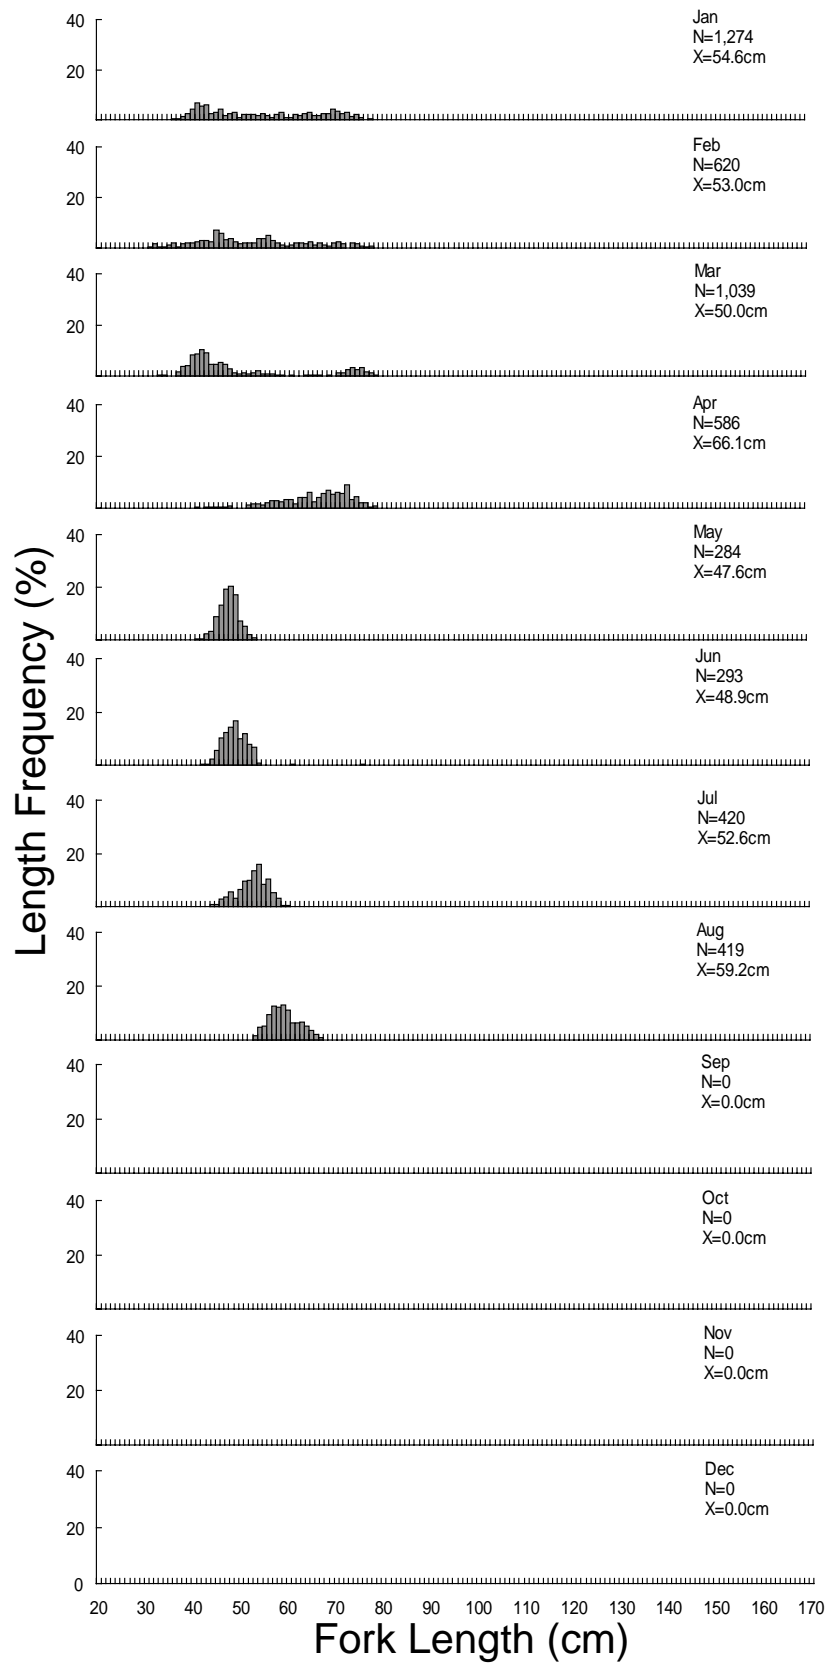 40
20
Jan
N=1,274
X=54.6cm
40
20
Feb
N=620
X=53.0cm
40
20
Mar
N=1,039
X=50.0cm
40
20
Apr
N=586
X=66.1cm
40
20
May
N=284
X=47.6cm
40
20
Jun
N=293
X=48.9cm
40
20
Jul
N=420
X=52.6cm
40
20
Aug
N=419
X=59.2cm
40
20
Sep
N=0
X=0.0cm
40
20
Oct
N=0
X=0.0cm
40
20
Nov
N=0
X=0.0cm
40
20
0
Dec
N=0
X=0.0cm
Length Frequency (%)
20 30 40 50 60 70 80 90 100 110 120 130 140 150 160 170
Fork Length (cm)